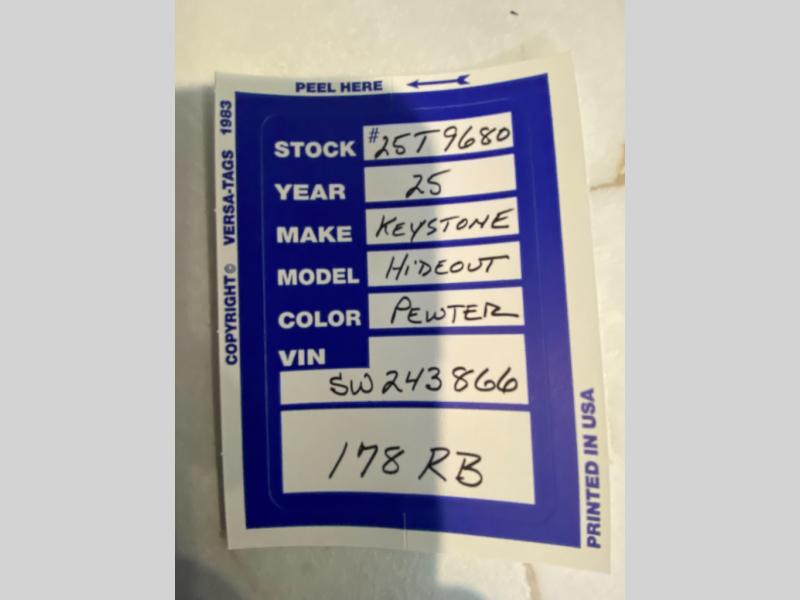 PEEL HERE
COPYRIGHT© VERSA-TAGS 1983
STOCK #25T9680
YEAR 25
MAKE KEYSTONE
MODEL HIDEOUT
COLOR PEWTER
VIN
SW243866
178 RB
PRINTED IN USA